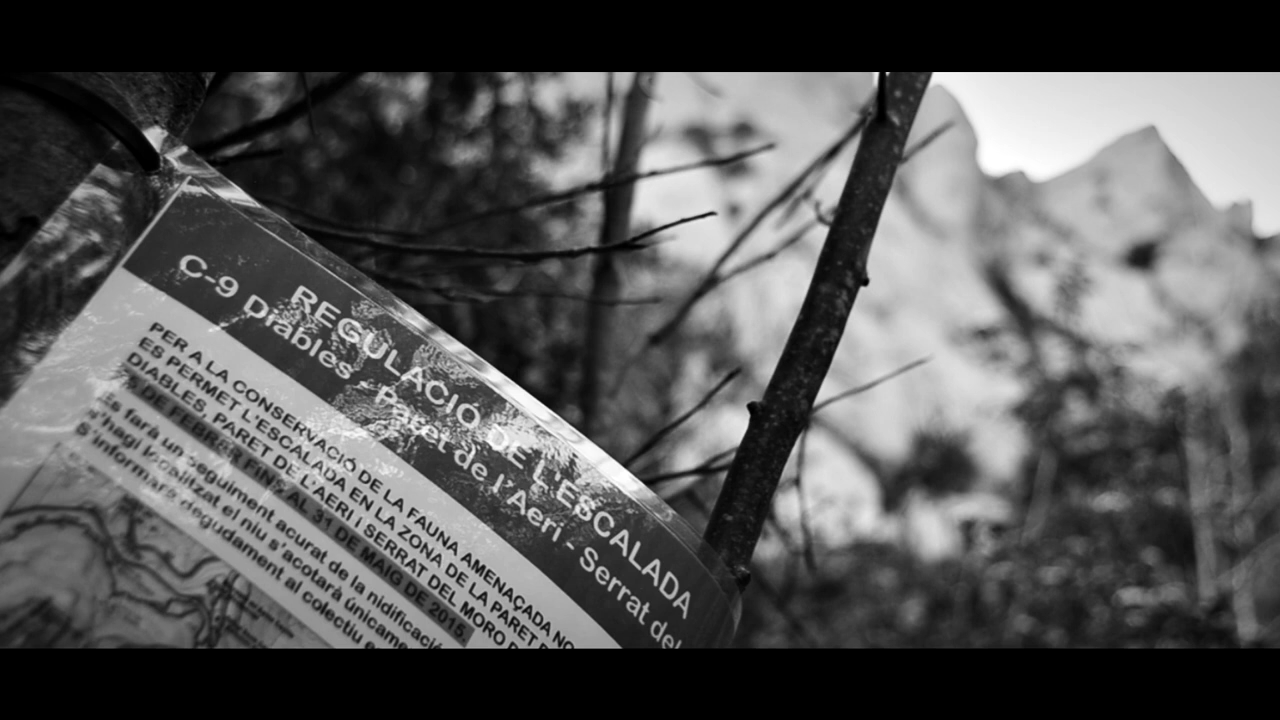 REGULACIÓ DE L'ESCALADA
C-9 Diables Paret de l'Aeri - Serrat del
PER A LA CONSERVACIÓ DE LA FAUNA AMENAÇADA NO
ES PERMET L'ESCALADA EN LA ZONA DE LA PARET
DIABLES, PARET DE L'AERI i SERRAT DEL MORO
DE FEBRER FINS AL 31 DE MAIG DE 2015.
Es farà un seguiment acurat de la nidificació
n'hagi localitzat el niu s'acotarà únicame
S'informarà degudament al colectiu